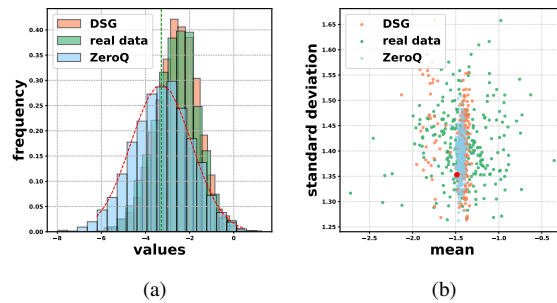 DSG
real data
ZeroQ
frequency
0.40
0.35
0.30
0.25
0.20
0.15
0.10
0.05
0.00
−8
−6
−4
−2
0
values
(a)
DSG
real data
ZeroQ
standard deviation
1.65
1.60
1.55
1.50
1.45
1.40
1.35
1.30
1.25
−2.5
−2.0
−1.5
−1.0
−0.5
mean
(b)